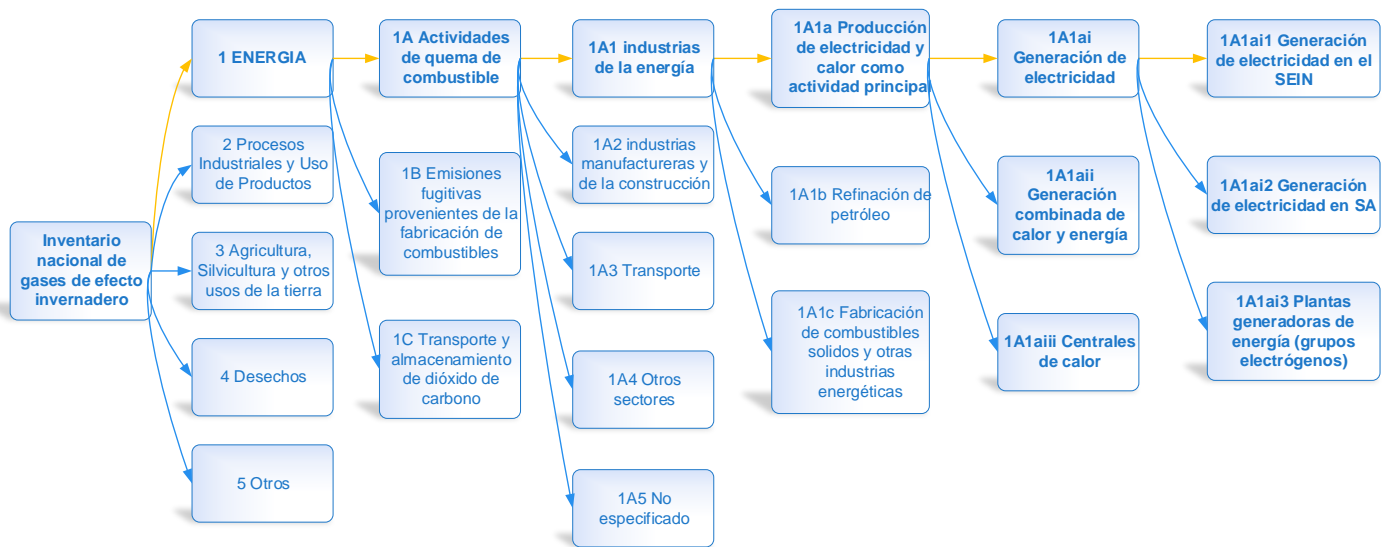 Inventario
nacional de
gases de efecto
invernadero
1 ENERGIA
2 Procesos
Industriales y Uso
de Productos
3 Agricultura,
Silvicultura y otros
usos de la tierra
4 Desechos
5 Otros
1A Actividades
de quema de
combustible
1B Emisiones
fugitivas
provenientes de la
fabricación de
combustibles
1C Transporte y
almacenamiento
de dióxido de
carbono
1A1 industrias
de la energía
1A2 industrias
manufactureras y
de la construcción
1A3 Transporte
1A4 Otros
sectores
1A5 No
especificado
1A1a Producción
de electricidad y
calor como
actividad principal
1A1b Refinación de
petróleo
1A1c Fabricación
de combustibles
solidos y otras
industrias
energéticas
1A1ai
Generación de
electricidad
1A1aii
Generación
combinada de
calor y energía
1A1aiii Centrales
de calor
1A1ai1 Generación
de electricidad en el
SEIN
1A1ai2 Generación
de electricidad en SA
1A1ai3 Plantas
generadoras de
energía (grupos
electrógenos)